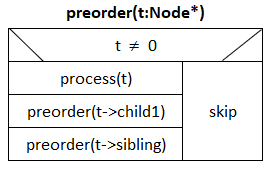 preorder(t:Node*)
t ≠ 0
process(t)
preorder(t->child1)
skip
preorder(t->sibling)